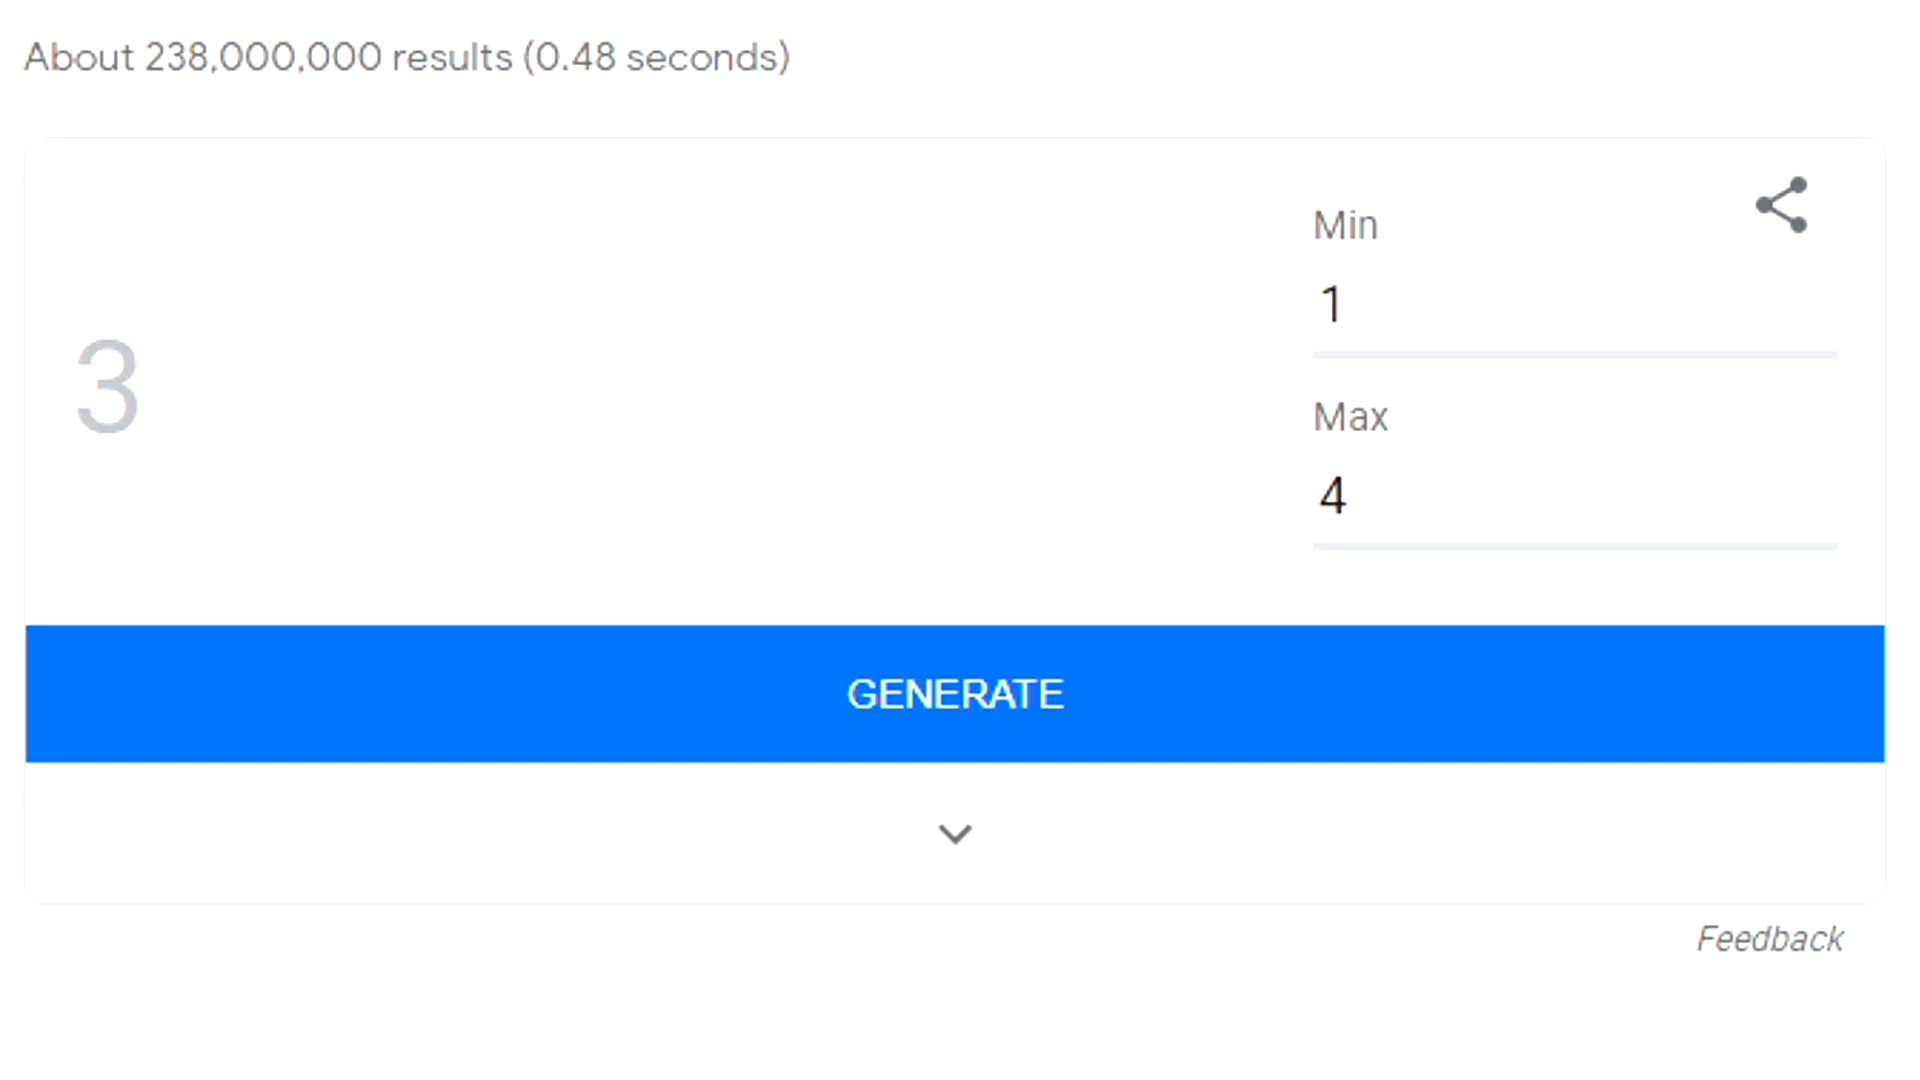 About 238,000,000 results (0.48 seconds)
Min
1
3
Max
4
GENERATE
Feedback